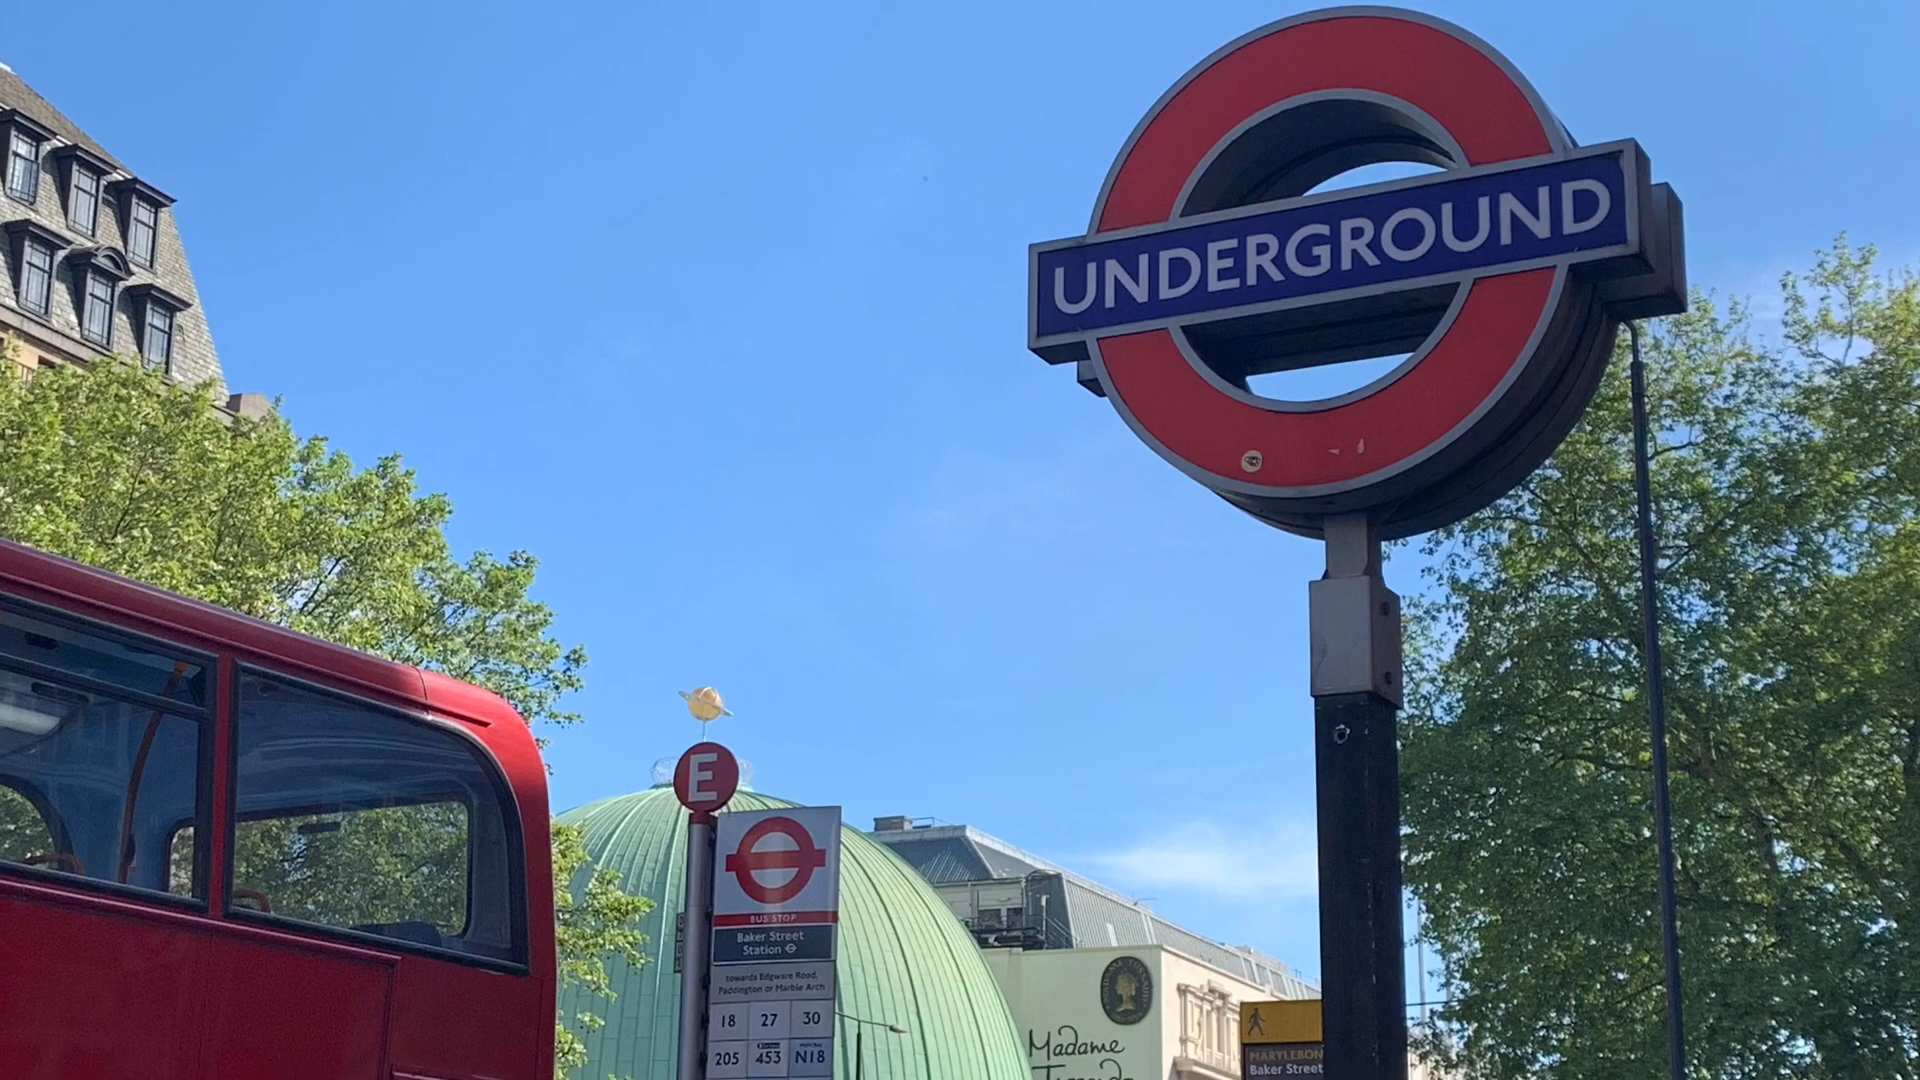 UNDERGROUND
E
BUS STOP
Baker Street
Station
towards Edgware Road,
Paddington or Marble Arch
18 27 30
205 453 N18
Madame
MARYLEBON
Baker Street